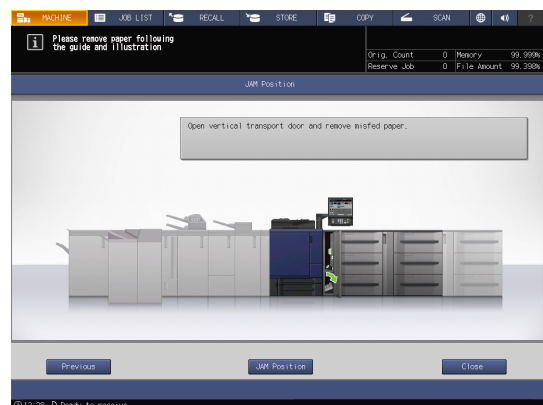 MACHINE JOB LIST RECALL STORE COPY SCAN ?
i Please remove paper following
the guide and illustration
Orig. Count 0 Memory 99.999%
Reserve Job 0 File Amount 99.398%
JAM Position
Open vertical transport door and remove misfed paper.
Previous JAM Position Close